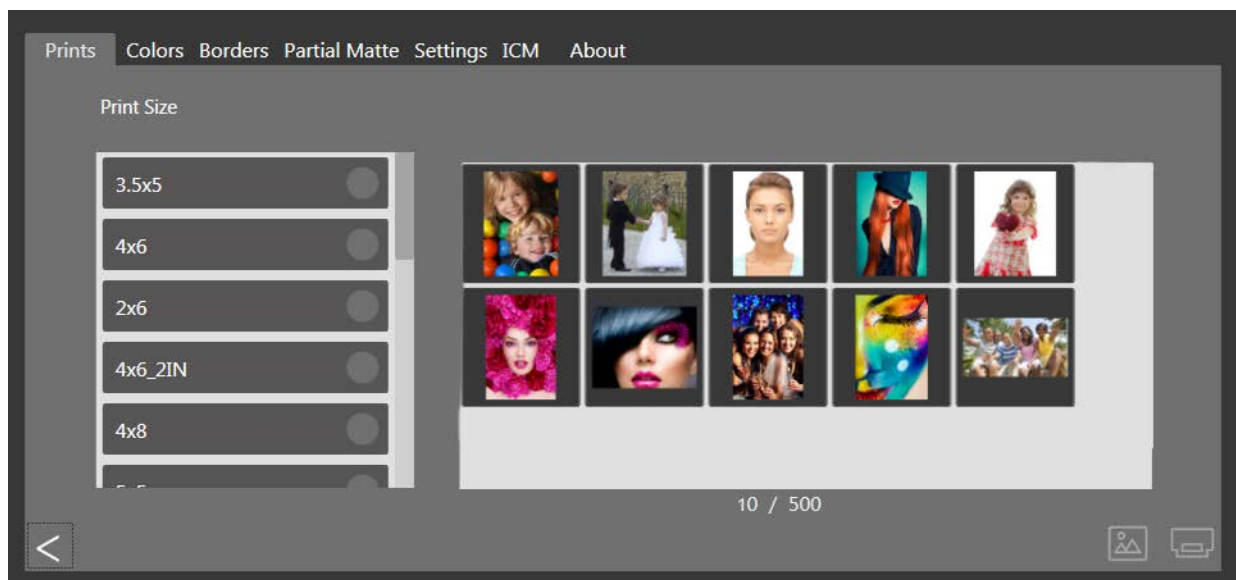 Prints Colors Borders Partial Matte Settings ICM About
Print Size
3.5x5
4x6
2x6
4x6_2IN
4x8
10 / 500
<